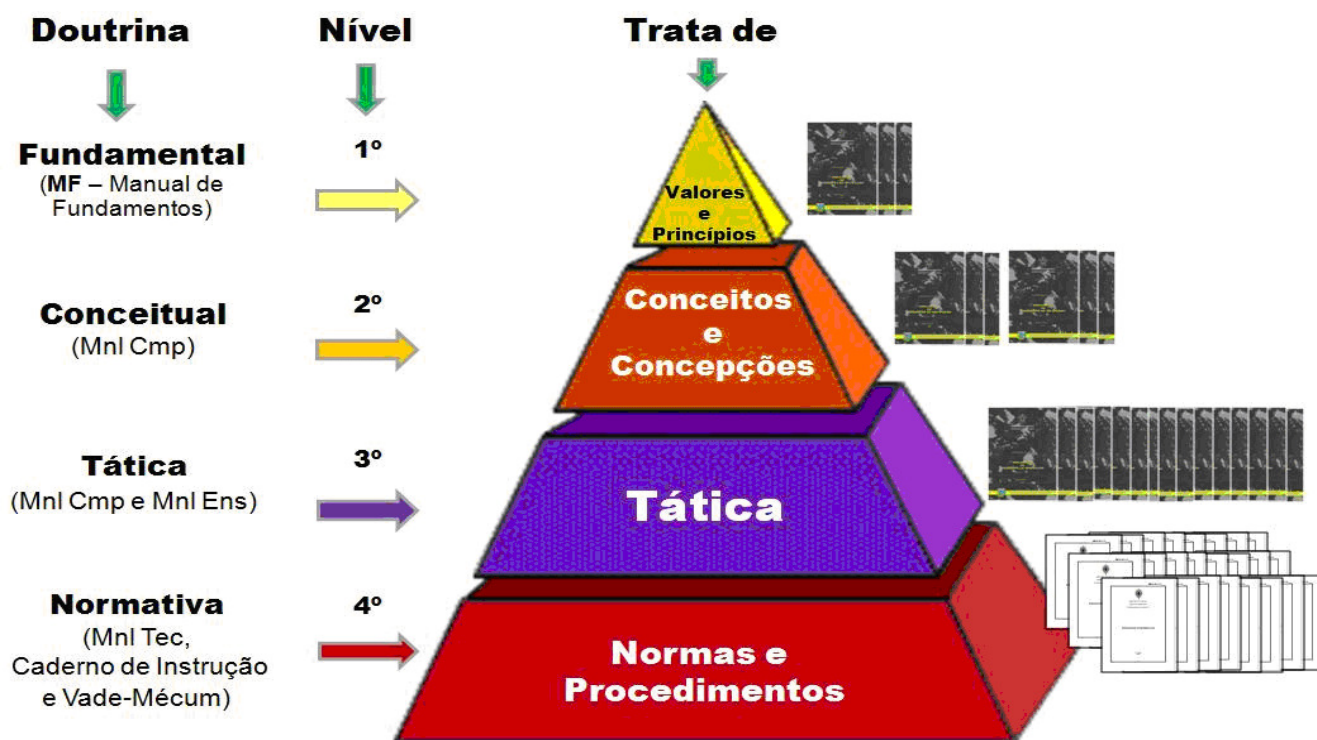 Doutrina
Nível
Trata de
Fundamental
(MF – Manual de
Fundamentos)
1º
Valores
e
Princípios
Conceitual
(Mnl Cmp)
2º
Conceitos
e
Concepções
Tática
(Mnl Cmp e Mnl Ens)
3º
Tática
Normativa
(Mnl Tec,
Caderno de Instrução
e Vade-Mécum)
4º
Normas e
Procedimentos